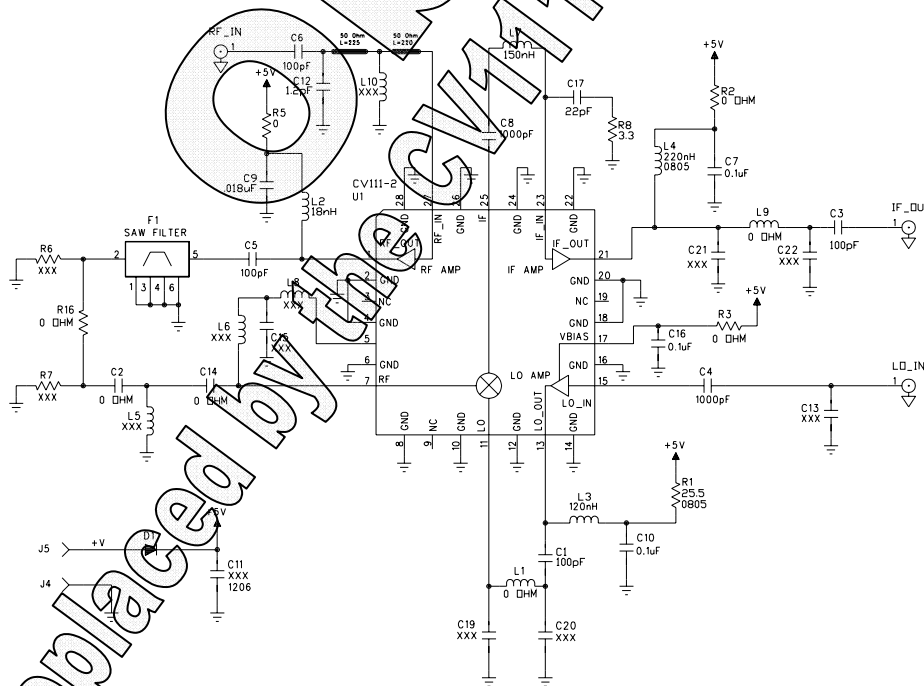 RF_IN
1
C6
100pF
50 Ohm
L=225
50 Ohm
L=220
C12
1.2pF
L10
XXX
+5V
R5
0
C9
.018uF
L2
18nH
150nH
C8
1000pF
C17
22pF
R8
3.3
+5V
R2
0 OHM
L4
220nH
0805
C7
0.1uF
L9
0 OHM
C3
100pF
1
C21
XXX
C22
XXX
CV111-2
U1
28
GND
27
RF_IN
26
GND
25
IF
24
GND
23
IF_IN
22
GND
F1
SAW FILTER
2
5
1 3 4 6
R6
XXX
C5
100pF
R16
0 OHM
R7
XXX
C2
0 OHM
L5
XXX
C14
0 OHM
L6
XXX
C15
XXX
L8
XXX
1
RF_OUT
RF AMP
2
GND
3
NC
4
GND
5
6
GND
7
RF
IF_OUT
21
IF AMP
20
GND
19
NC
18
GND
17
VBIAS
16
GND
15
LO_IN
LO AMP
8
GND
9
NC
10
GND
11
LO
12
GND
13
LO_OUT
14
GND
C16
0.1uF
R3
0 OHM
+5V
C4
1000pF
C13
XXX
LO_IN
1
+5V
R1
25.5
0805
L3
120nH
C10
0.1uF
C1
100pF
L1
0 OHM
C19
XXX
C20
XXX
J5
+V
D1
+5V
C11
XXX
1206
J4
by the cv111